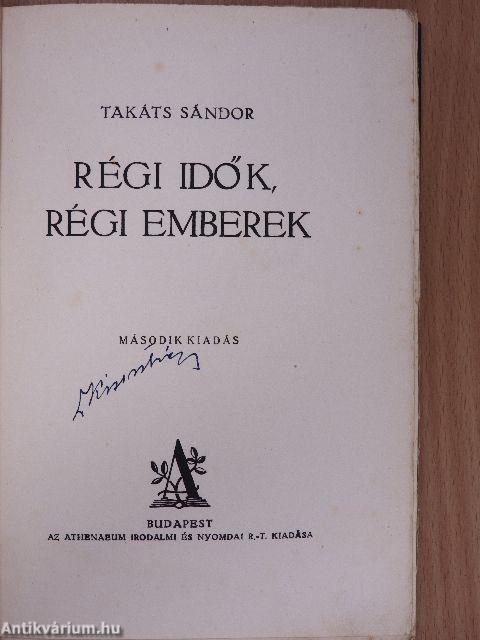 TAKÁTS SÁNDOR
RÉGI IDŐK,
RÉGI EMBEREK
MÁSODIK KIADÁS
A
BUDAPEST
AZ ATHENAEUM IRODALMI ÉS NYOMDAI R.-T. KIADÁSA
Antikvárium.hu